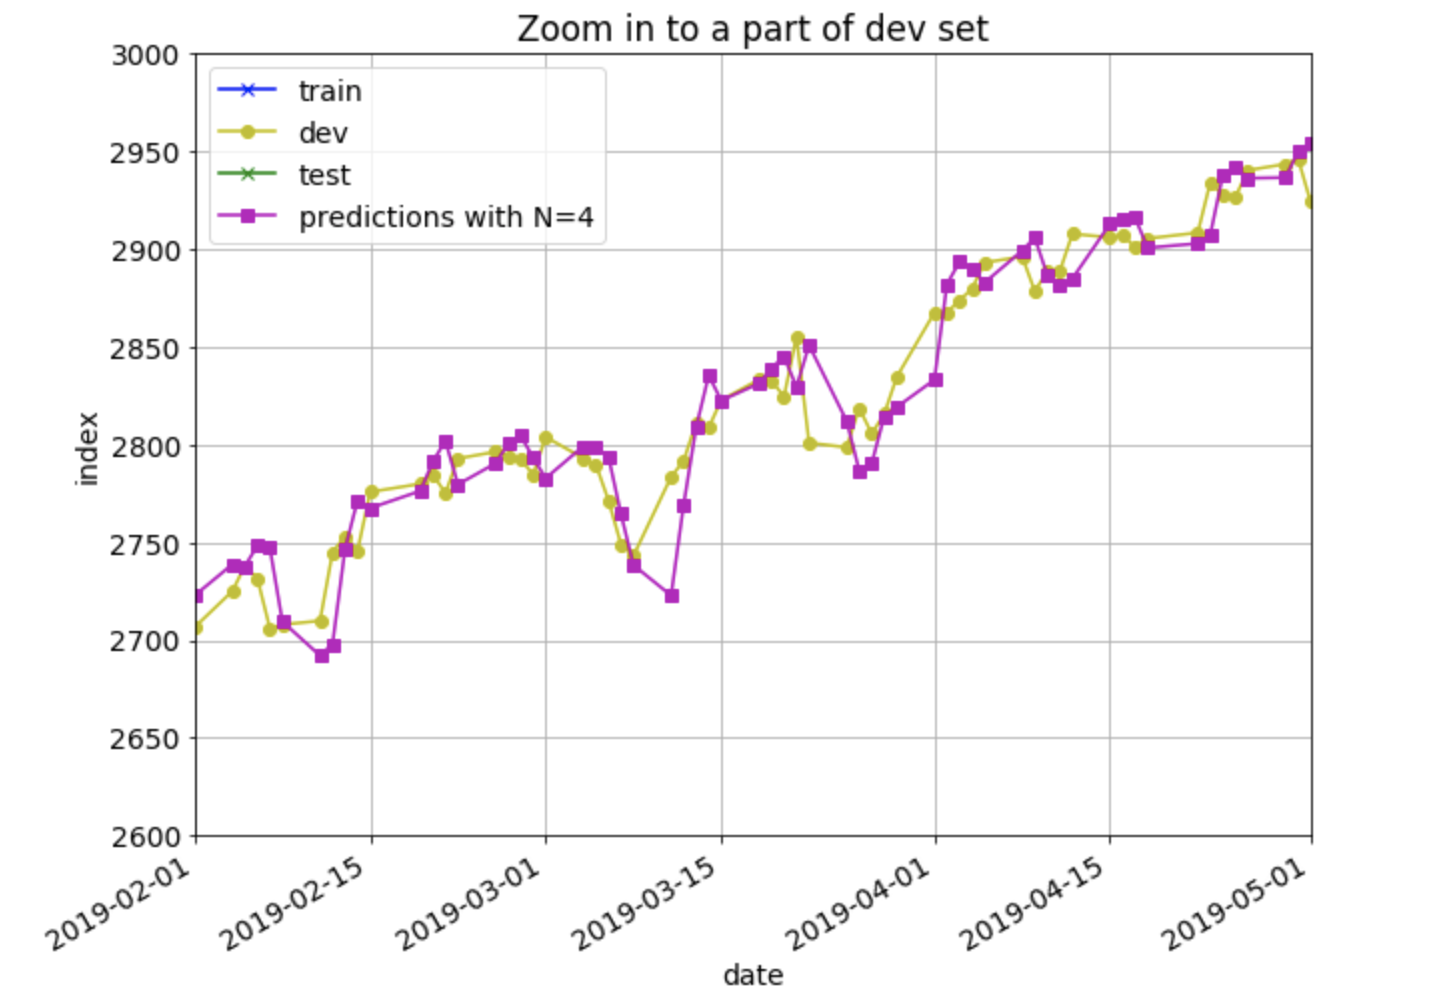 Zoom in to a part of dev set
3000
2950
2900
2850
2800
2750
2700
2650
2600
index
train
dev
test
predictions with N=4
2019-02-01
2019-02-15
2019-03-01
2019-03-15
2019-04-01
2019-04-15
2019-05-01
date